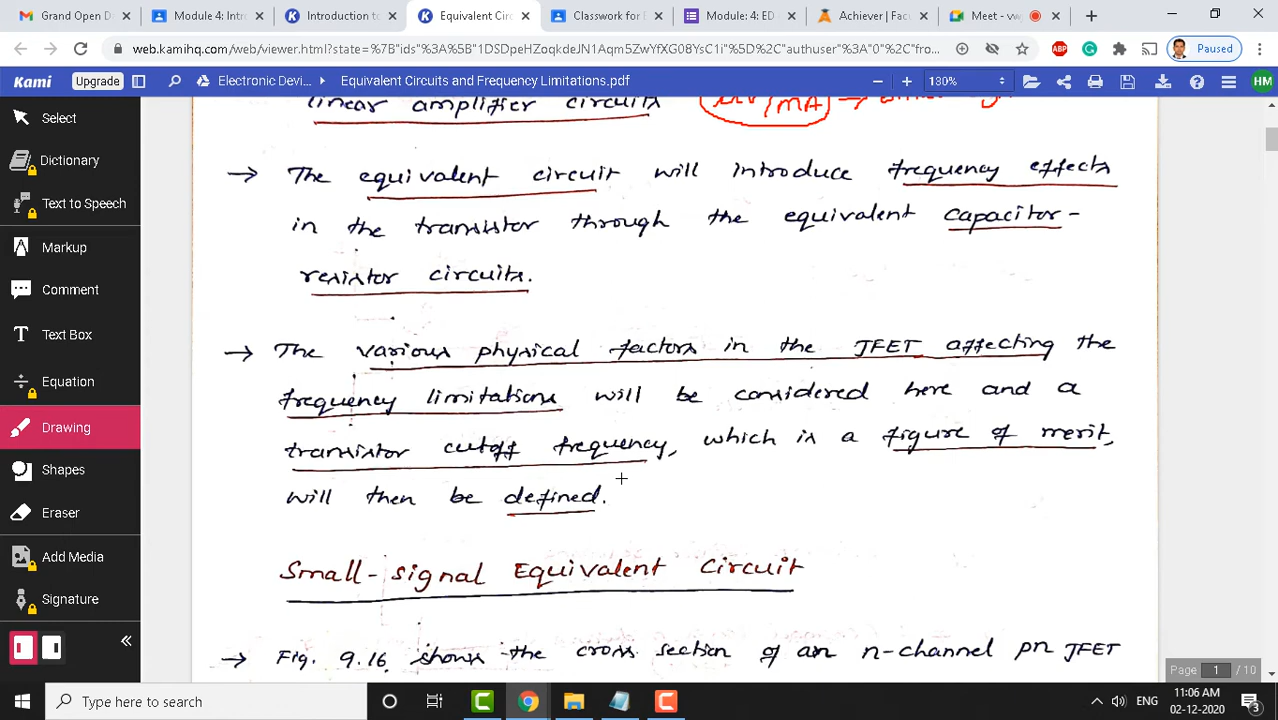 Grand Open D
Module 4: Intr
Introduction to
Equivalent Circ
Classwork for E
Module: 4: ED
Achiever | Fac
Meet - vw
web.kamihq.com/web/viewer.html?state=%7B"ids"%3A%5B"1DSDpeHZoqkdeJN1Aqm5ZwYfXG08YsC1i"%5D%2C"authuser"%3A"0"%2C"fro...
Paused
Kami Upgrade
Electronic Devi...
Equivalent Circuits and Frequency Limitations.pdf
180%
HM
Select
Dictionary
Text to Speech
Markup
Comment
Text Box
Equation
Drawing
Shapes
Eraser
Add Media
Signature
linear amplifier circuits
→ The equivalent circuit will introduce frequency effects
in the transistor through the equivalent capacitor-
resistor circuits.
→ The various physical factors in the JFET affecting the
frequency limitations will be considered here and a
transistor cutoff frequency, which is a figure of merit,
will then be defined.
Small-signal Equivalent Circuit
→ Fig. 9.16 shows the cross section of an n-channel pn JFET
Page 1 / 10
Type here to search
ENG
11:06 AM
02-12-2020
3